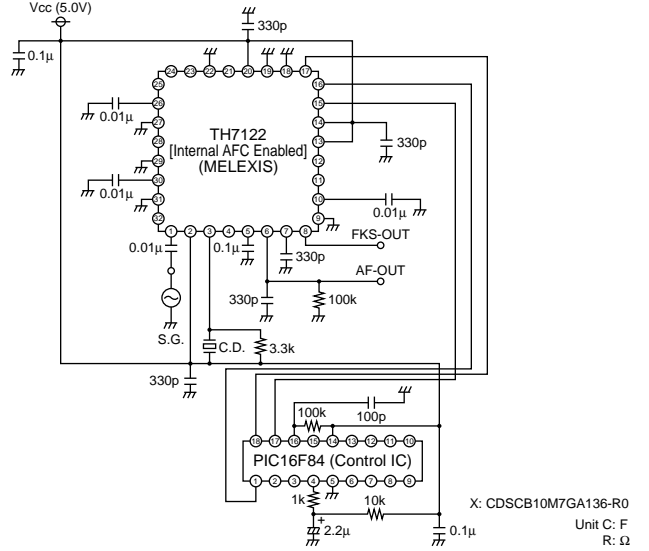 Vcc (5.0V)
330p
0.1μ
24 23 22 21 20 19 18 17
25 16
26 15
0.01μ
27 14
TH7122
28 13
[Internal AFC Enabled]
330p
(MELEXIS)
29 12
30 11
0.01μ
31 10
0.01μ
32 9
1 2 3 4 5 6 7 8
FKS-OUT
0.01μ
0.1μ
330p
AF-OUT
330p
100k
S.G.
C.D.
3.3k
330p
100p
100k
18 17 16 15 14 13 12 11 10
PIC16F84 (Control IC)
1 2 3 4 5 6 7 8 9
1k
10k
X: CDSCB10M7GA136-R0
+
2.2μ
0.1μ
Unit C: F
R: Ω